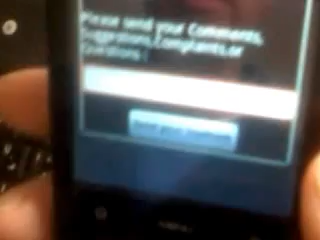 Please send your Comments,
Suggestions,Complaints,or
Questions :